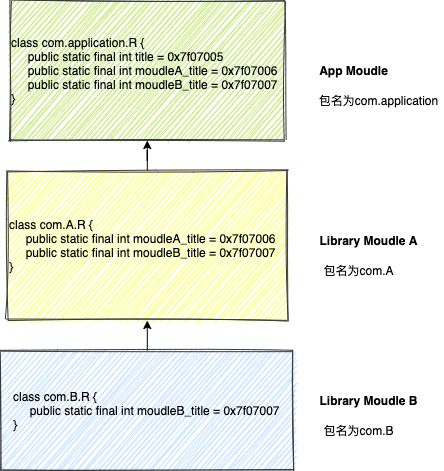 class com.application.R {
public static final int title = 0x7f07005
public static final int moudleA_title = 0x7f07006
public static final int moudleB_title = 0x7f07007
}
App Moudle
包名为com.application
class com.A.R {
public static final int moudleA_title = 0x7f07006
public static final int moudleB_title = 0x7f07007
}
Library Moudle A
包名为com.A
class com.B.R {
public static final int moudleB_title = 0x7f07007
}
Library Moudle B
包名为com.B